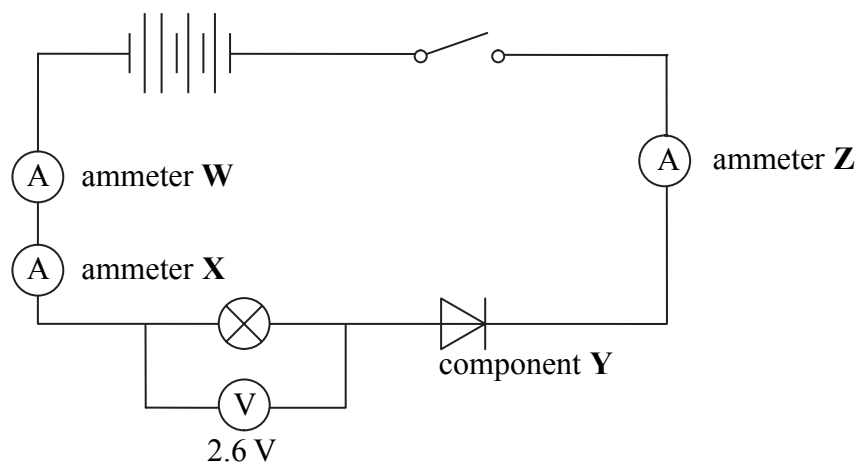 A ammeter W
A ammeter Z
A ammeter X
component Y
V
2.6 V